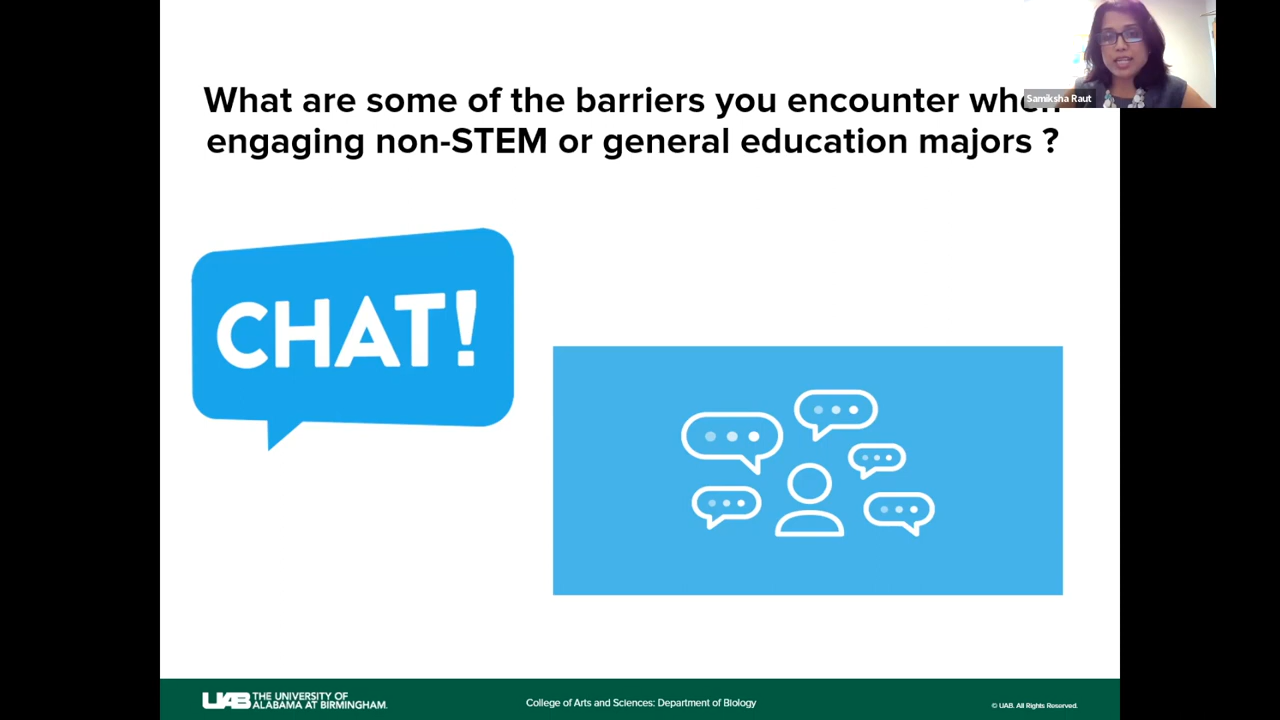 What are some of the barriers you encounter when
engaging non-STEM or general education majors ?
Samiksha Raut
CHAT!
UAB THE UNIVERSITY OF
ALABAMA AT BIRMINGHAM.
College of Arts and Sciences: Department of Biology
© UAB. All Rights Reserved.